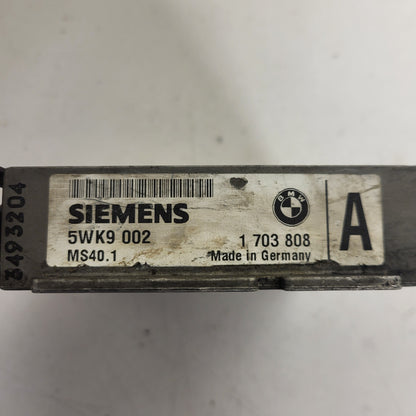 3493204
SIEMENS
5WK9 002
MS40.1
BMW
1 703 808
Made in Germany
A